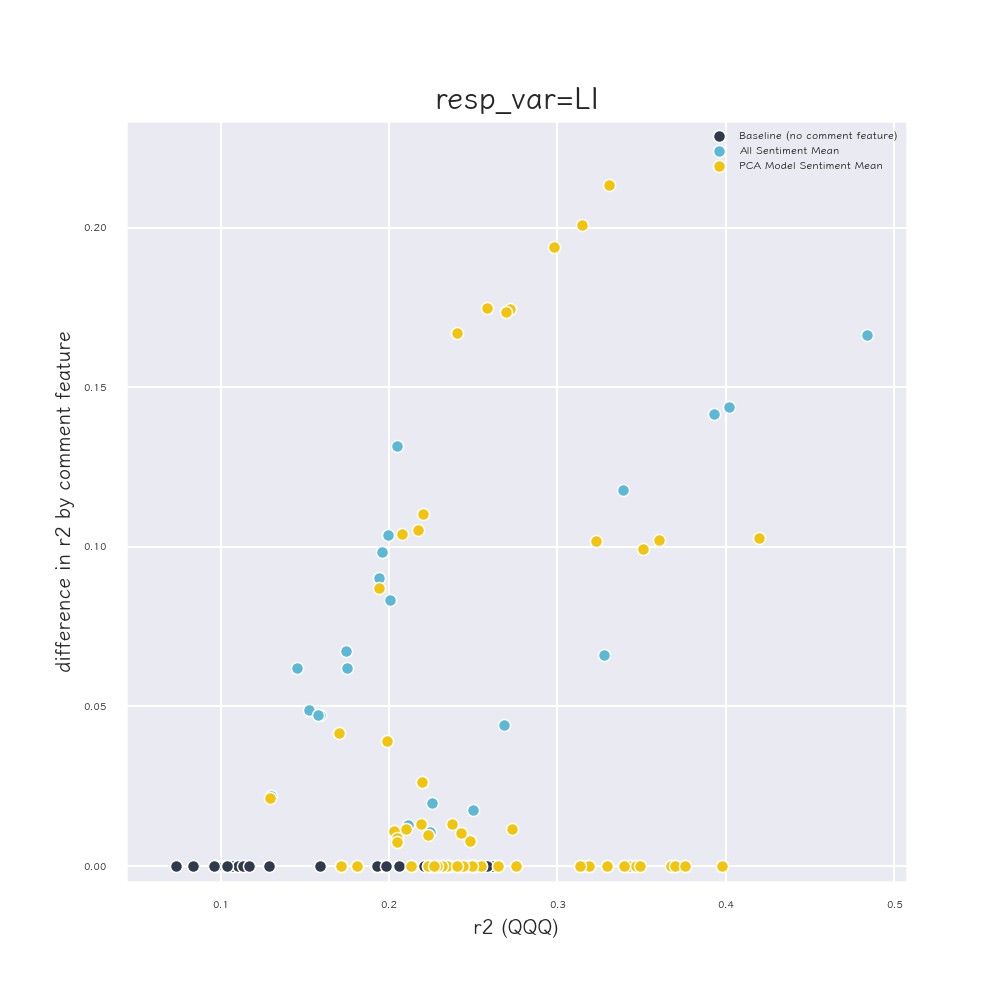 resp_var=LI
Baseline (no comment feature)
All Sentiment Mean
PCA Model Sentiment Mean
difference in r2 by comment feature
0.20
0.15
0.10
0.05
0.00
0.1 0.2 0.3 0.4 0.5
r2 (QQQ)